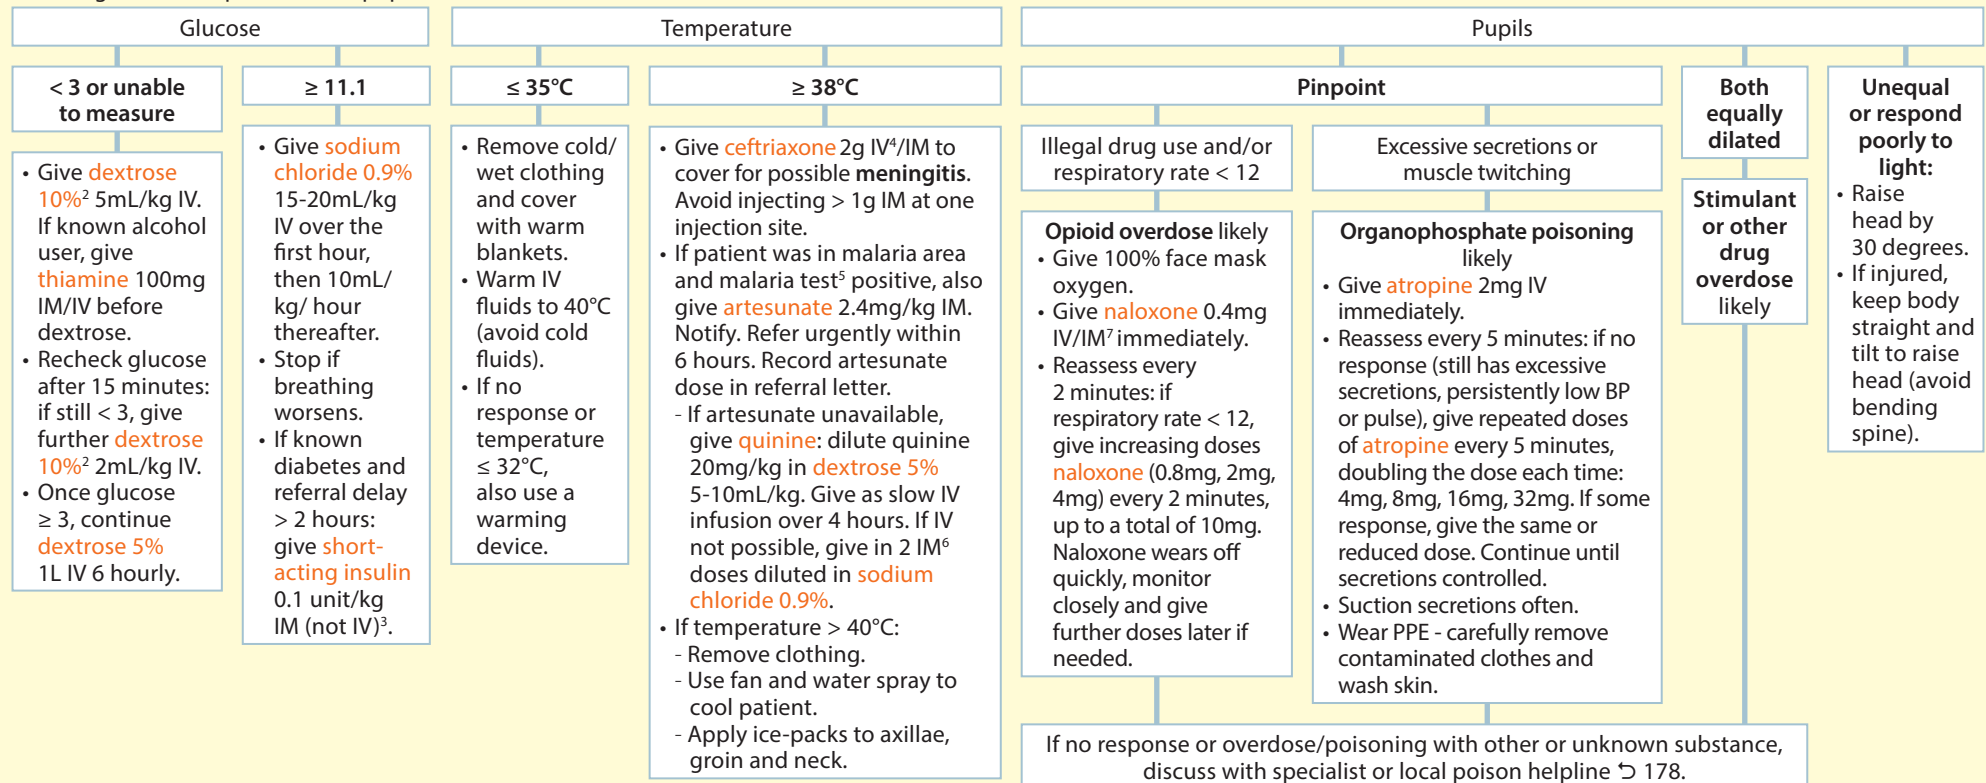 Glucose
< 3 or unable
to measure
• Give dextrose
10%² 5mL/kg IV.
If known alcohol
user, give
thiamine 100mg
IM/IV before
dextrose.
• Recheck glucose
after 15 minutes:
if still < 3, give
further dextrose
10%² 2mL/kg IV.
• Once glucose
≥ 3, continue
dextrose 5%
1L IV 6 hourly.
≥ 11.1
• Give sodium
chloride 0.9%
15-20mL/kg
IV over the
first hour,
then 10mL/
kg/ hour
thereafter.
• Stop if
breathing
worsens.
• If known
diabetes and
referral delay
> 2 hours:
give short-
acting insulin
0.1 unit/kg
IM (not IV)³.
Temperature
≤ 35°C
• Remove cold/
wet clothing
and cover
with warm
blankets.
• Warm IV
fluids to 40°C
(avoid cold
fluids).
• If no
response or
temperature
≤ 32°C,
also use a
warming
device.
≥ 38°C
• Give ceftriaxone 2g IV⁴/IM to
cover for possible meningitis.
Avoid injecting > 1g IM at one
injection site.
• If patient was in malaria area
and malaria test⁵ positive, also
give artesunate 2.4mg/kg IM.
Notify. Refer urgently within
6 hours. Record artesunate
dose in referral letter.
- If artesunate unavailable,
give quinine: dilute quinine
20mg/kg in dextrose 5%
5-10mL/kg. Give as slow IV
infusion over 4 hours. If IV
not possible, give in 2 IM⁶
doses diluted in sodium
chloride 0.9%.
• If temperature > 40°C:
- Remove clothing.
- Use fan and water spray to
cool patient.
- Apply ice-packs to axillae,
groin and neck.
Pupils
Pinpoint
Illegal drug use and/or
respiratory rate < 12
Opioid overdose likely
• Give 100% face mask
oxygen.
• Give naloxone 0.4mg
IV/IM⁷ immediately.
• Reassess every
2 minutes: if
respiratory rate < 12,
give increasing doses
naloxone (0.8mg, 2mg,
4mg) every 2 minutes,
up to a total of 10mg.
Naloxone wears off
quickly, monitor
closely and give
further doses later if
needed.
Excessive secretions or
muscle twitching
Organophosphate poisoning
likely
• Give atropine 2mg IV
immediately.
• Reassess every 5 minutes: if no
response (still has excessive
secretions, persistently low BP
or pulse), give repeated doses
of atropine every 5 minutes,
doubling the dose each time:
4mg, 8mg, 16mg, 32mg. If some
response, give the same or
reduced dose. Continue until
secretions controlled.
• Suction secretions often.
• Wear PPE - carefully remove
contaminated clothes and
wash skin.
Both
equally
dilated
Stimulant
or other
drug
overdose
likely
Unequal
or respond
poorly to
light:
• Raise
head by
30 degrees.
• If injured,
keep body
straight and
tilt to raise
head (avoid
bending
spine).
If no response or overdose/poisoning with other or unknown substance,
discuss with specialist or local poison helpline ⮌ 178.